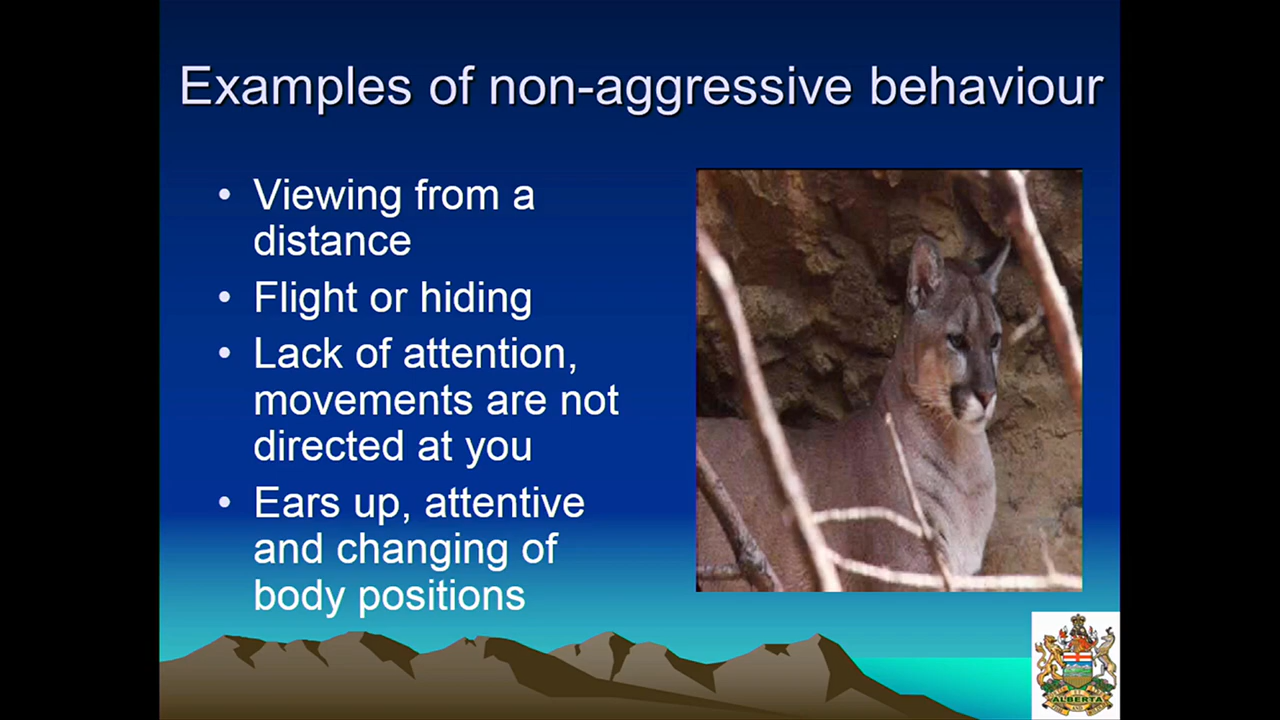 Examples of non-aggressive behaviour
• Viewing from a
distance
• Flight or hiding
• Lack of attention,
movements are not
directed at you
• Ears up, attentive
and changing of
body positions
ALBERTA